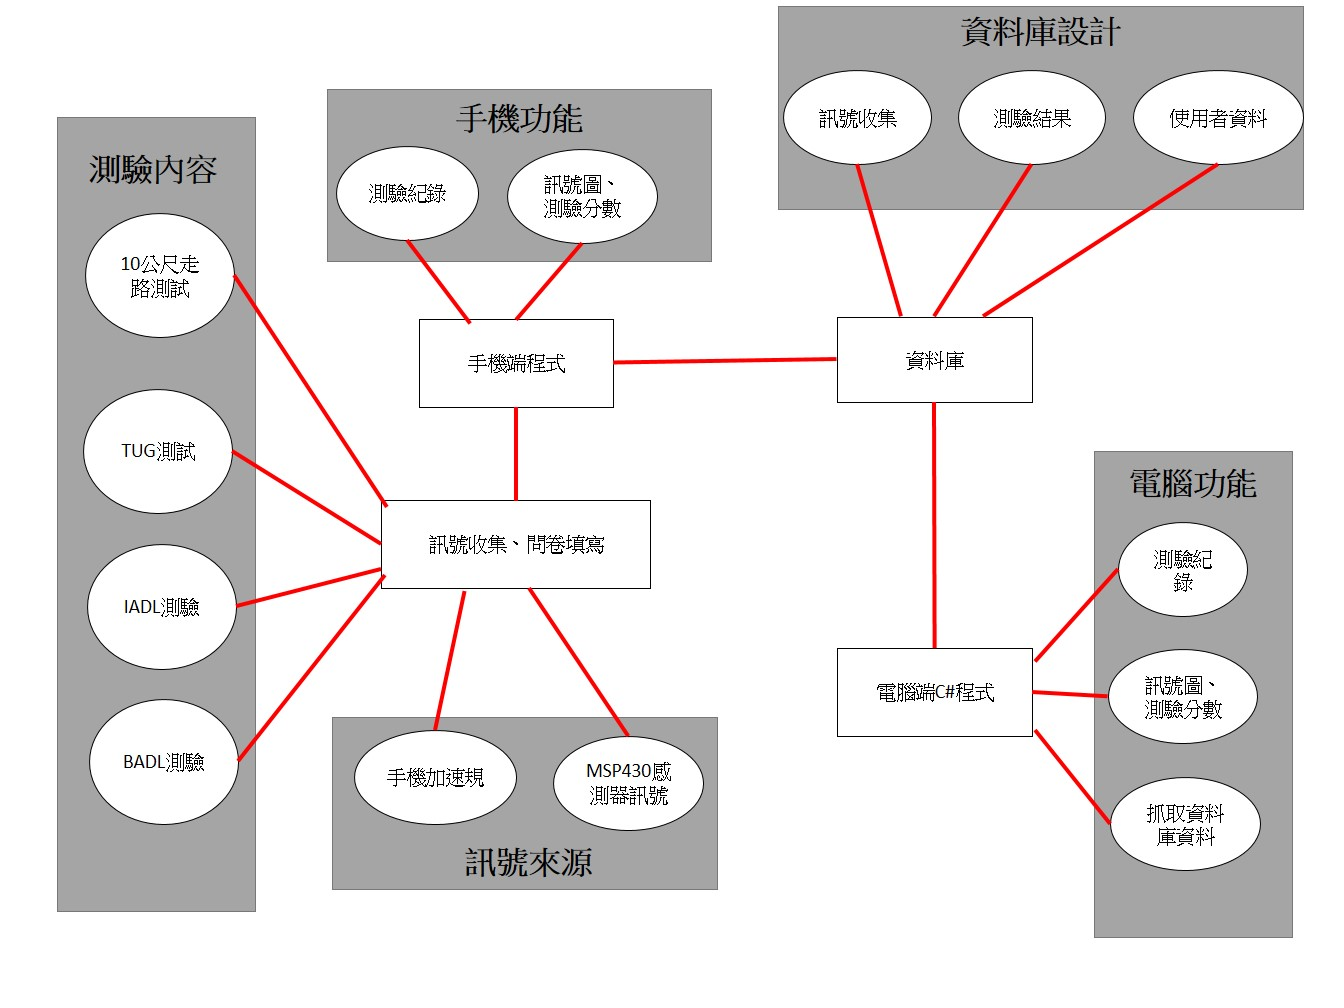 測驗內容
10公尺走
路測試
TUG測試
IADL測驗
BADL測驗
手機功能
測驗紀錄
訊號圖、
測驗分數
手機端程式
訊號收集、問卷填寫
手機加速規
MSP430感
測器訊號
訊號來源
資料庫設計
訊號收集
測驗結果
使用者資料
資料庫
電腦端C#程式
電腦功能
測驗紀
錄
訊號圖、
測驗分數
抓取資料
庫資料